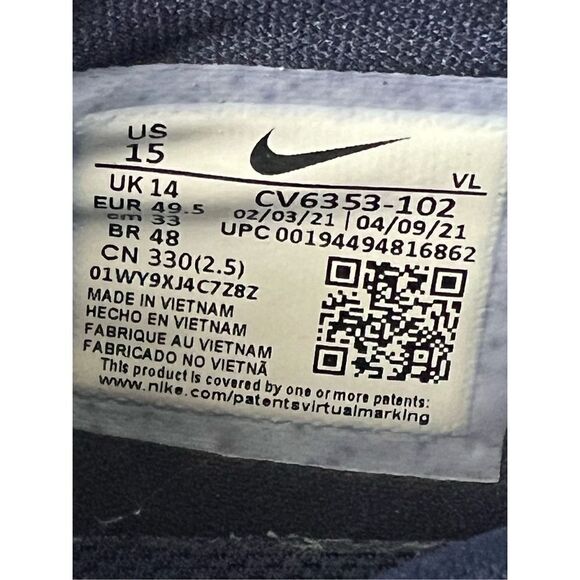 US
15
VL
UK 14
EUR 49.5
cm 33
BR 48
CN 330(2.5)
CV6353-102
02/03/21 | 04/09/21
UPC 00194494816862
01WY9XJ4C7Z8Z
MADE IN VIETNAM
HECHO EN VIETNAM
FABRIQUE AU VIETNAM
FABRICADO NO VIETNÃ
This product is covered by one or more patents:
www.nike.com/patentsvirtualmarking